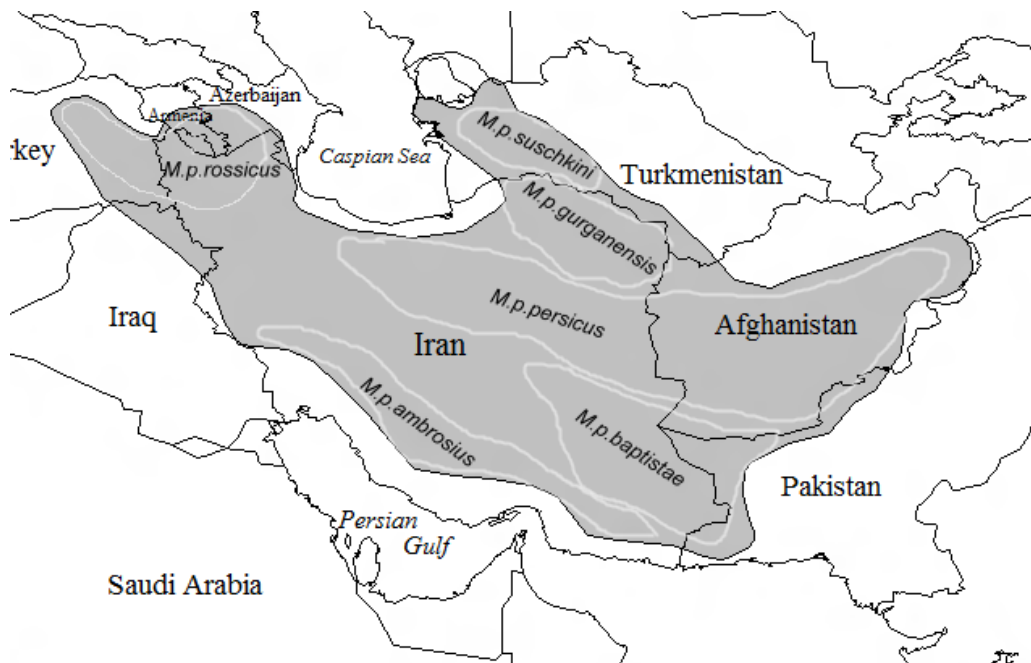 Azerbaijan
Armenia
rkey
M.p.rossicus
Caspian Sea
M.p.suschkini
Turkmenistan
M.p.gurganensis
M.p.persicus
Iraq
Iran
Afghanistan
M.p.ambrosius
M.p.baptistae
Pakistan
Persian
Gulf
Saudi Arabia